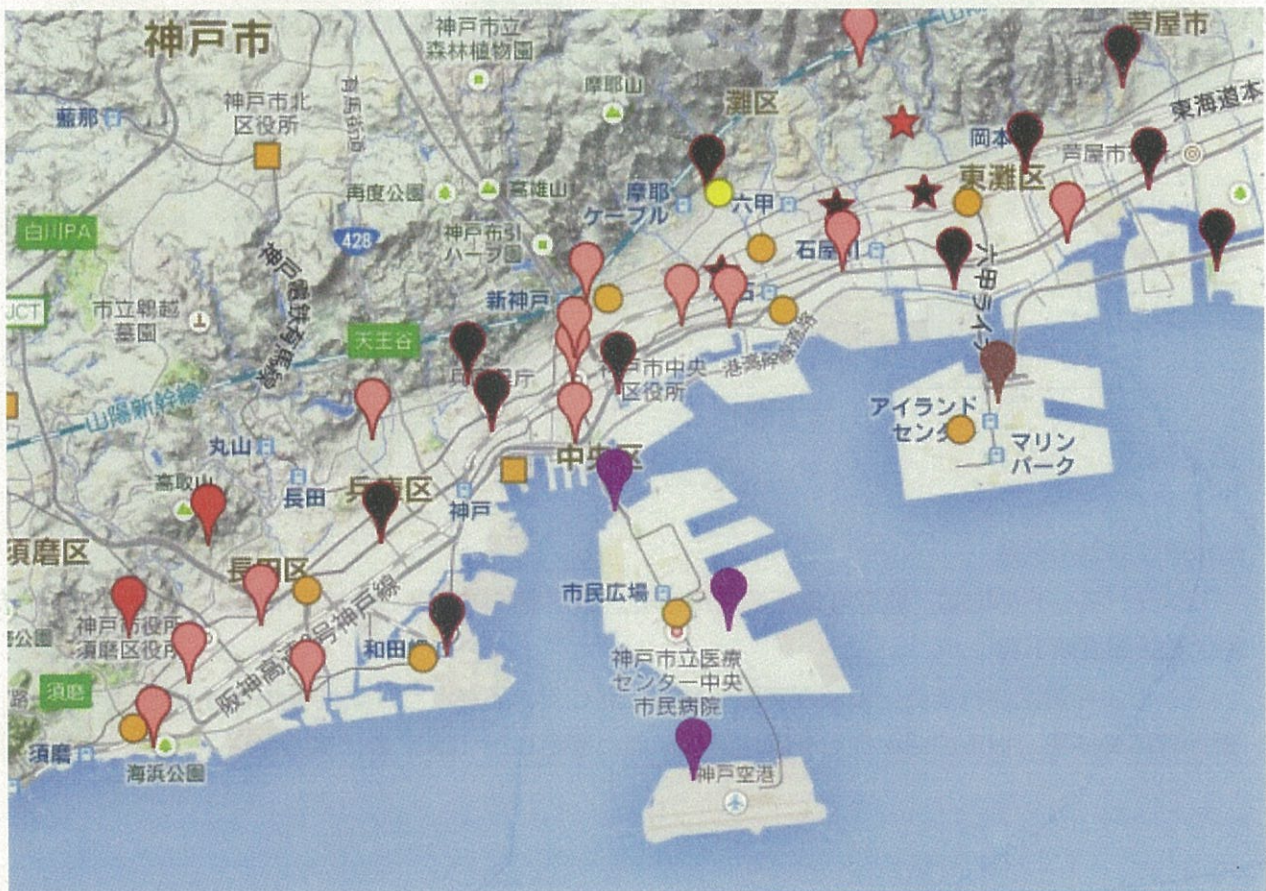 神戸市
神戸市立
森林植物園
芦屋市
摩耶山
灘区
藍那
神戸市北
区役所
東海道本
岡本
再度公園
高雄山
摩耶
ケーブル
六甲
東灘区
白川PA
428
ハーブ園
石屋川
六甲ライ
JCT
市立鵯越
墓園
新神戸
天王谷
神戸市中央
区役所
山陽新幹線
アイランド
セン
マリン
パーク
丸山
高取山
長田
兵庫区
神戸
中央区
須磨区
長田区
市民広場
神戸市役所
須磨区役所
阪神高速3号神戸線
和田岬
神戸市立医療
センター中央
市民病院
須磨
須磨
海浜公園
神戸空港